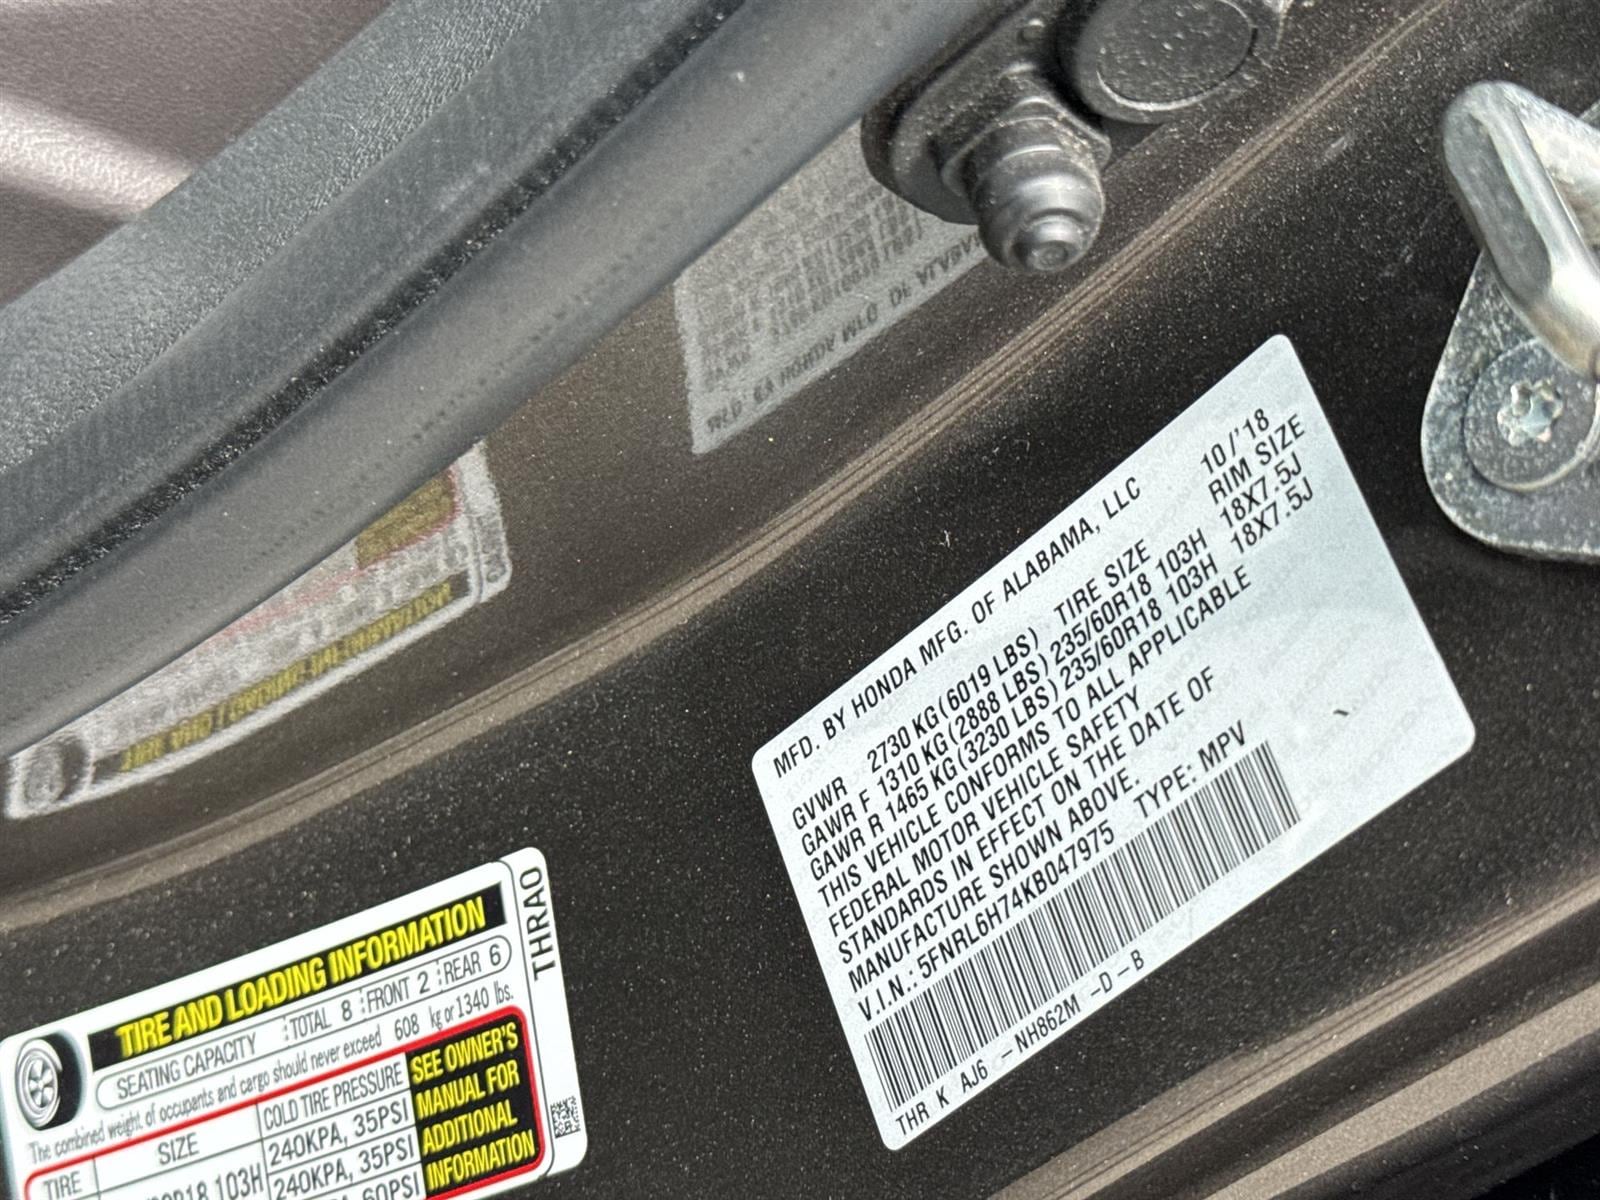 MFD. BY HONDA MFG. OF ALABAMA, LLC 10/'18
GVWR 2730 KG (6019 LBS) TIRE SIZE RIM SIZE
GAWR F 1310 KG (2888 LBS) 235/60R18 103H 18X7.5J
GAWR R 1465 KG (3230 LBS) 235/60R18 103H 18X7.5J
THIS VEHICLE CONFORMS TO ALL APPLICABLE
FEDERAL MOTOR VEHICLE SAFETY
STANDARDS IN EFFECT ON THE DATE OF
MANUFACTURE SHOWN ABOVE.
V.I.N.: 5FNRL6H74KB047975 TYPE: MPV
THR K AJ6 - NH862M -D-B
TIRE AND LOADING INFORMATION
THRAO
SEATING CAPACITY TOTAL 8 FRONT 2 REAR 6
The combined weight of occupants and cargo should never exceed 608 kg or 1340 lbs.
TIRE SIZE COLD TIRE PRESSURE
103H 240KPA, 35PSI
240KPA, 35PSI
60PSI
SEE OWNER'S
MANUAL FOR
ADDITIONAL
INFORMATION